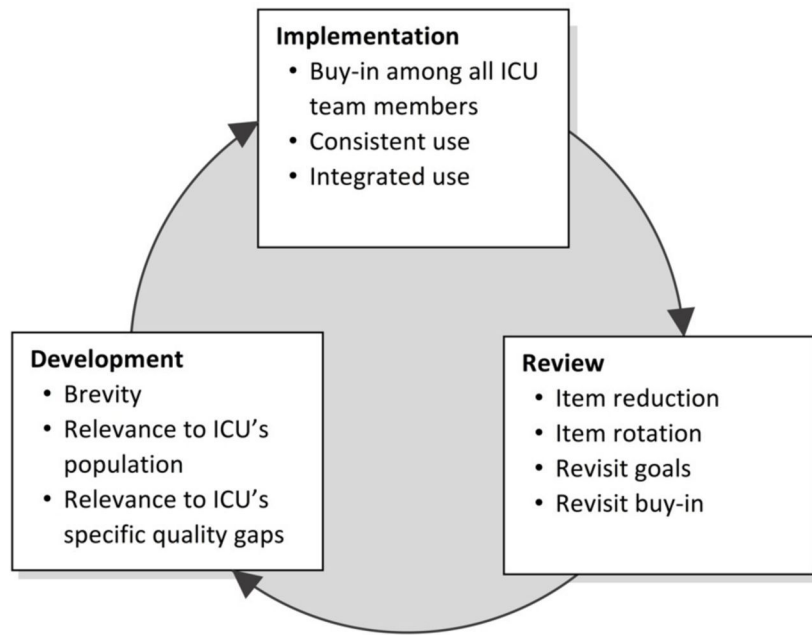 Implementation
• Buy-in among all ICU
team members
• Consistent use
• Integrated use
Development
• Brevity
• Relevance to ICU's
population
• Relevance to ICU's
specific quality gaps
Review
• Item reduction
• Item rotation
• Revisit goals
• Revisit buy-in